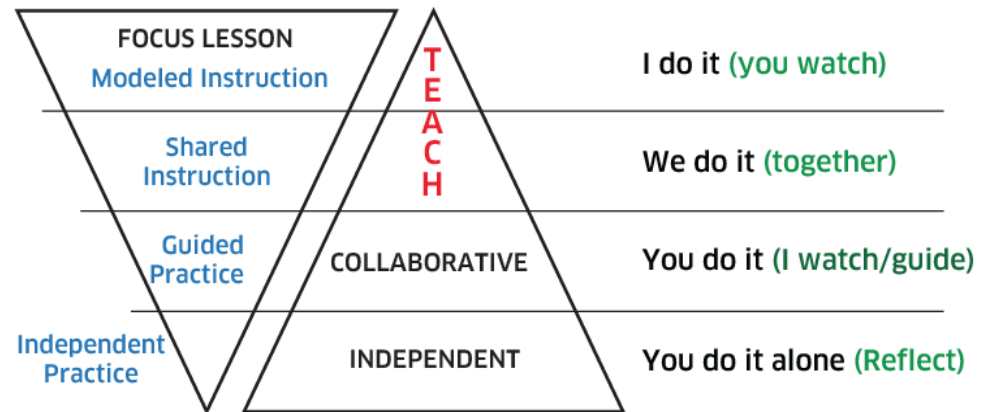 FOCUS LESSON
Modeled Instruction
TEACH
I do it (you watch)
Shared
Instruction
We do it (together)
Guided
Practice
COLLABORATIVE
You do it (I watch/guide)
Independent
Practice
INDEPENDENT
You do it alone (Reflect)